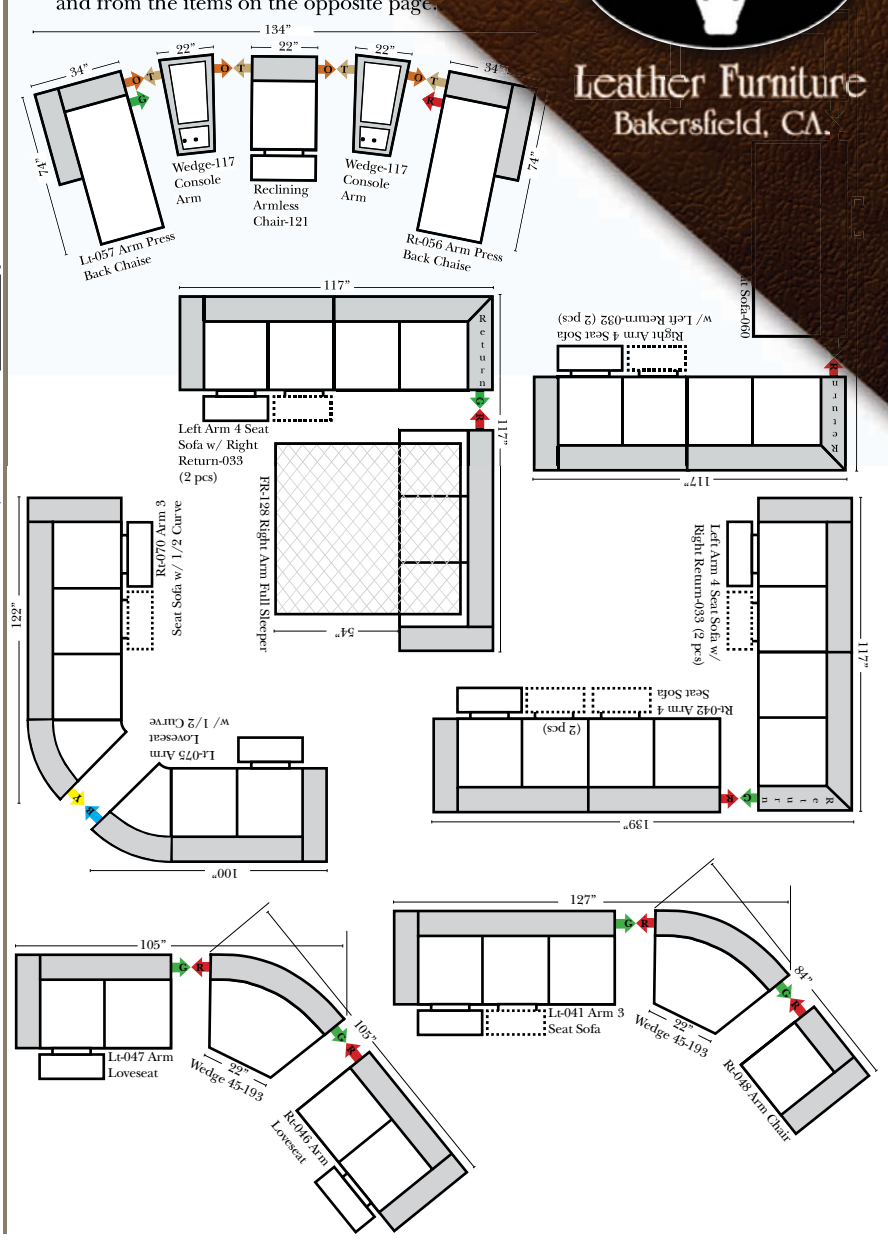 and from the items on the opposite page.
Leather Furniture
Bakersfield, CA.
134”
34”
22”
22”
22”
34”
O
T
O
T
O
T
O
T
G
R
74”
74”
Wedge-117
Console
Arm
Reclining
Armless
Chair-121
Wedge-117
Console
Arm
Lt-057 Arm Press
Back Chaise
Rt-056 Arm Press
Back Chaise
117”
Return
G
R
117”
Left Arm 4 Seat
Sofa w/ Right
Return-033
(2 pcs)
FR-128 Right Arm Full Sleeper
54”
Sofa-060
Right Arm 4 Seat Sofa
w/ Left Return-032 (2 pcs)
Return
R
117”
122”
Rt-070 Arm 3
Seat Sofa w/ 1/2 Curve
Y
Lt-075 Arm
Loveseat
w/ 1/2 Curve
100”
Left Arm 4 Seat Sofa w/
Right Return-033 (2 pcs)
117”
Return
G
R
Rt-042 Arm 4
Seat Sofa
(2 pcs)
139”
105”
G
R
Lt-047 Arm
Loveseat
22”
Wedge 45-193
G
R
105”
Rt-046 Arm
Loveseat
127”
G
R
Lt-041 Arm 3
Seat Sofa
22”
Wedge 45-193
84”
G
R
Rt-048 Arm Chair